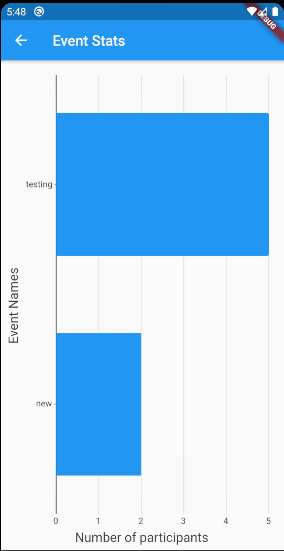 5:48
DEBUG
Event Stats
testing
Event Names
new
0 1 2 3 4 5
Number of participants